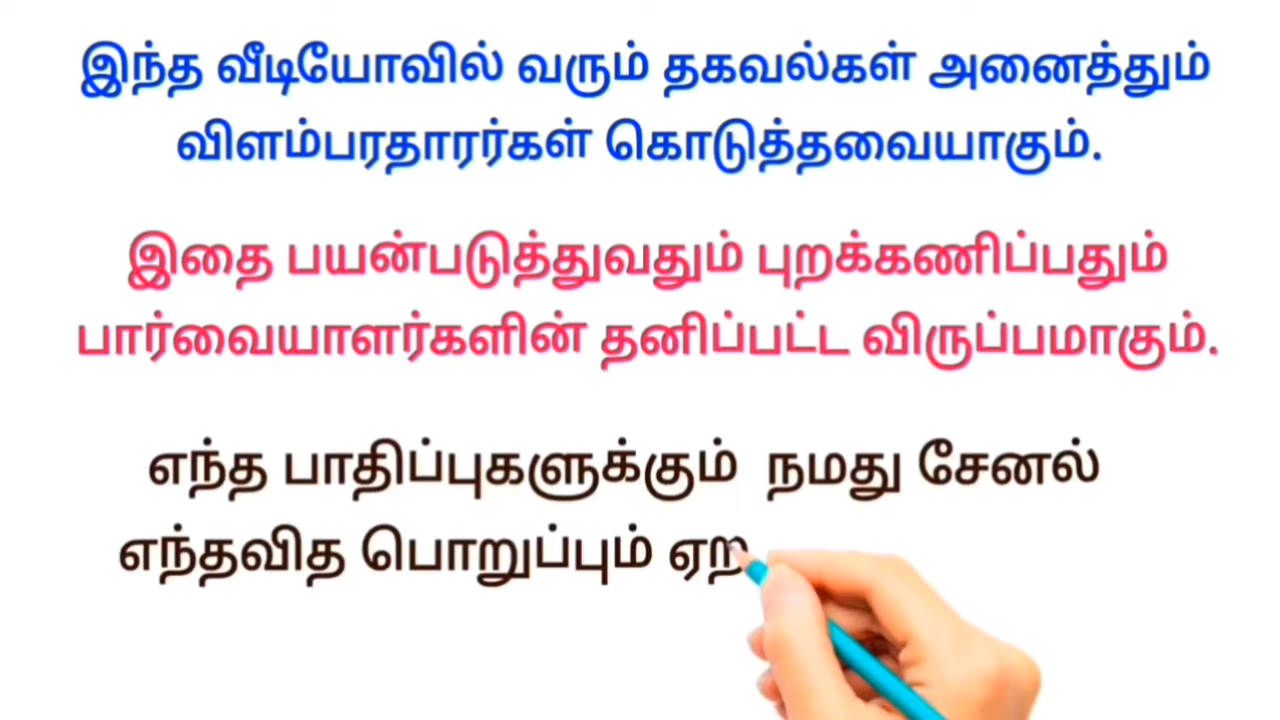 இந்த வீடியோவில் வரும் தகவல்கள் அனைத்தும்
விளம்பரதாரர்கள் கொடுத்தவையாகும்.
இதை பயன்படுத்துவதும் புறக்கணிப்பதும்
பார்வையாளர்களின் தனிப்பட்ட விருப்பமாகும்.
எந்த பாதிப்புகளுக்கும் நமது சேனல்
எந்தவித பொறுப்பும் ஏற